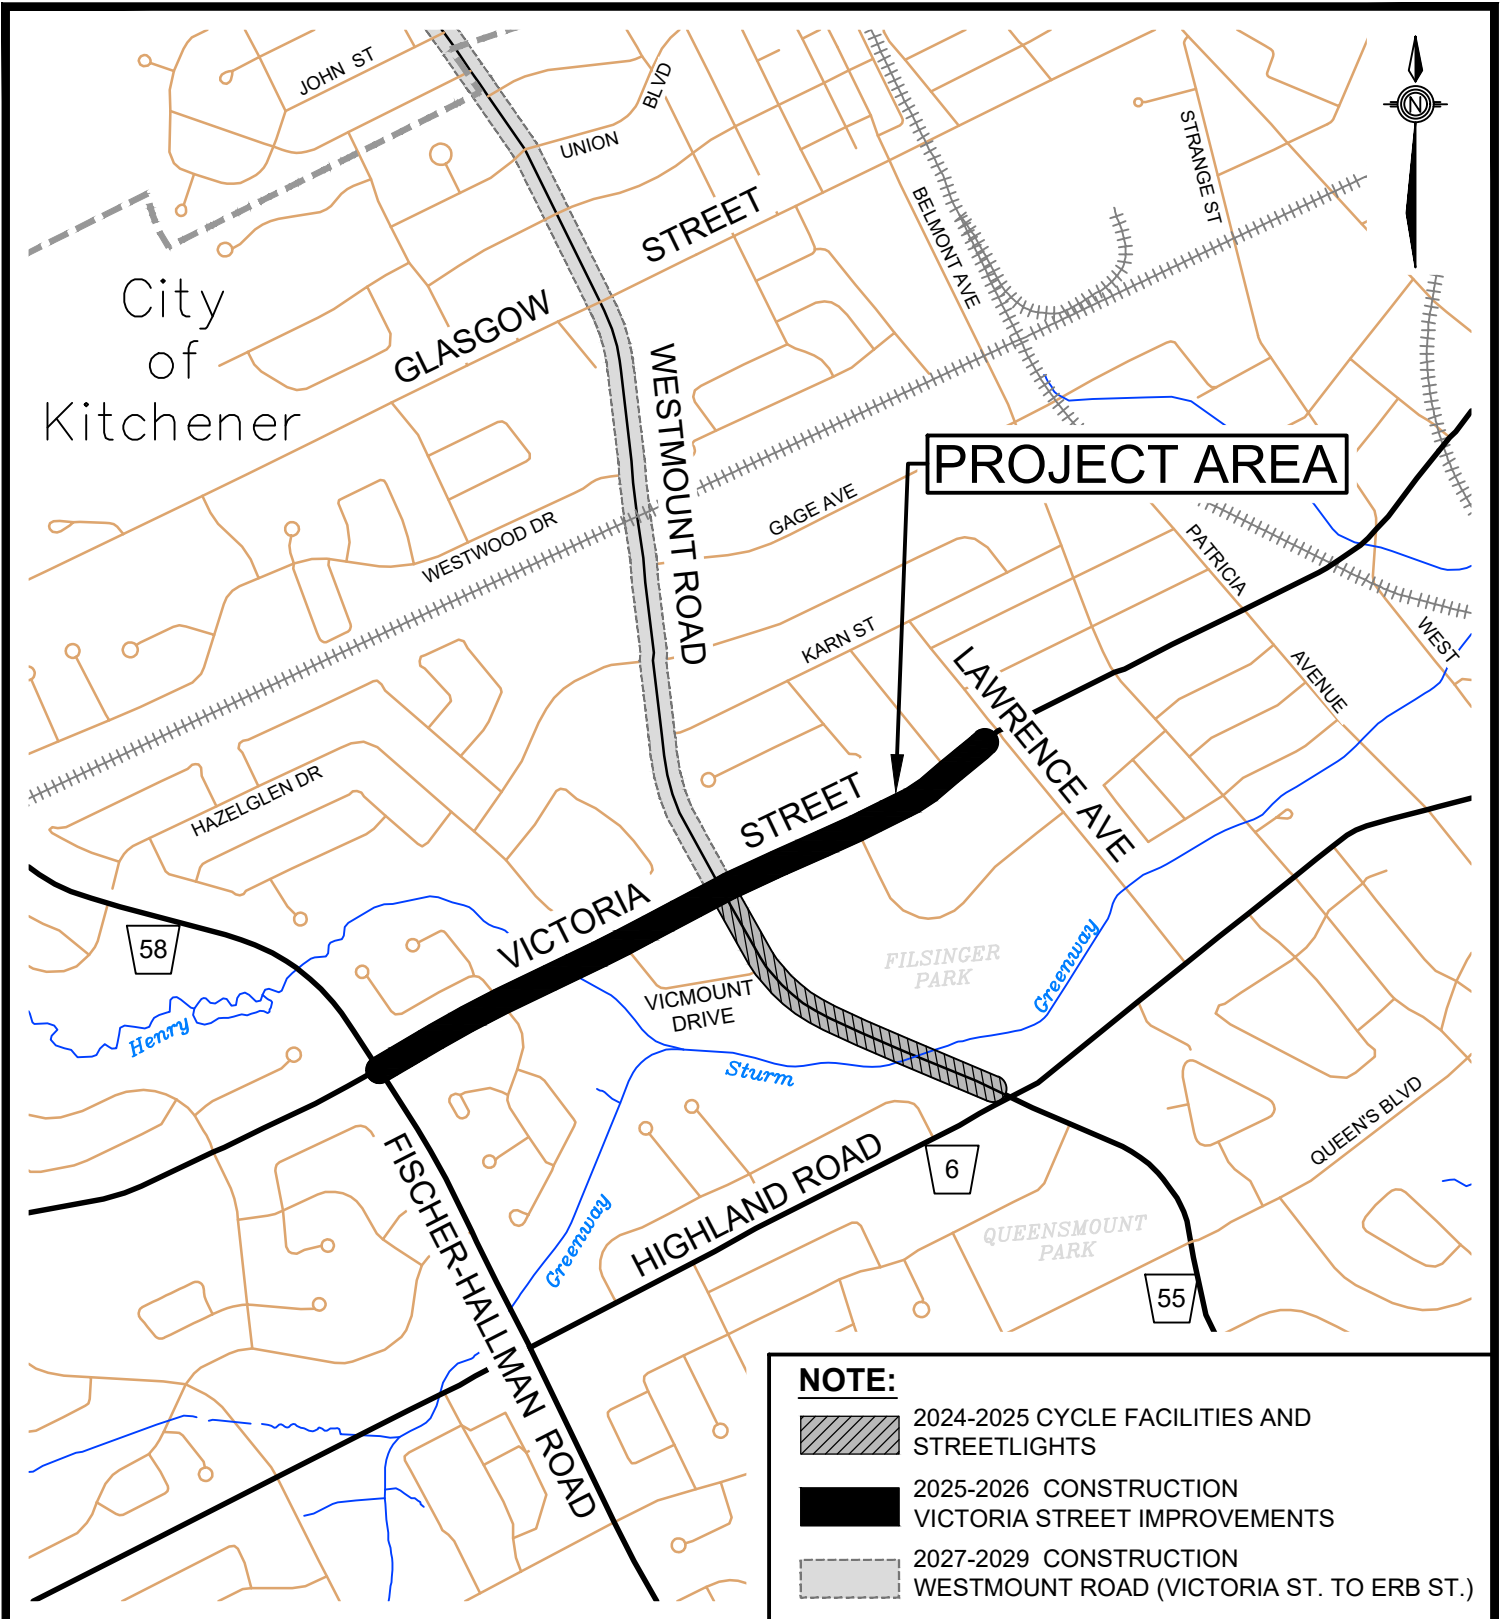 JOHN ST
UNION
BLVD
STRANGE ST
N
BELMONT AVE
GLASGOW
STREET
City
of
Kitchener
WESTMOUNT ROAD
PROJECT AREA
WESTWOOD DR
GAGE AVE
PATRICIA
AVENUE
WEST
KARN ST
LAWRENCE AVE
HAZELGLEN DR
VICTORIA
STREET
58
FILSINGER
PARK
VICMOUNT
DRIVE
Henry
Sturm
Greenway
Greenway
QUEEN'S BLVD
FISCHER-HALLMAN ROAD
HIGHLAND ROAD
6
QUEENSMOUNT
PARK
55
NOTE:
2024-2025 CYCLE FACILITIES AND
STREETLIGHTS
2025-2026 CONSTRUCTION
VICTORIA STREET IMPROVEMENTS
2027-2029 CONSTRUCTION
WESTMOUNT ROAD (VICTORIA ST. TO ERB ST.)